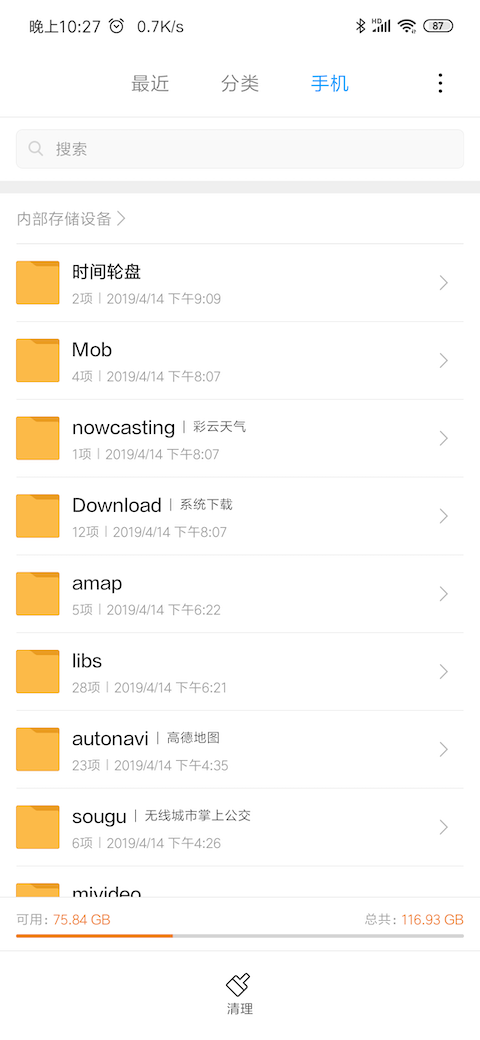 晚上10:27 0.7K/s HD 87
最近 分类 手机
搜索
内部存储设备
时间轮盘
2项 | 2019/4/14 下午9:09
Mob
4项 | 2019/4/14 下午8:07
nowcasting | 彩云天气
1项 | 2019/4/14 下午8:07
Download | 系统下载
12项 | 2019/4/14 下午8:07
amap
5项 | 2019/4/14 下午6:22
libs
28项 | 2019/4/14 下午6:21
autonavi | 高德地图
23项 | 2019/4/14 下午4:35
sougu | 无线城市掌上公交
6项 | 2019/4/14 下午4:26
mivideo
可用: 75.84 GB 总共: 116.93 GB
清理